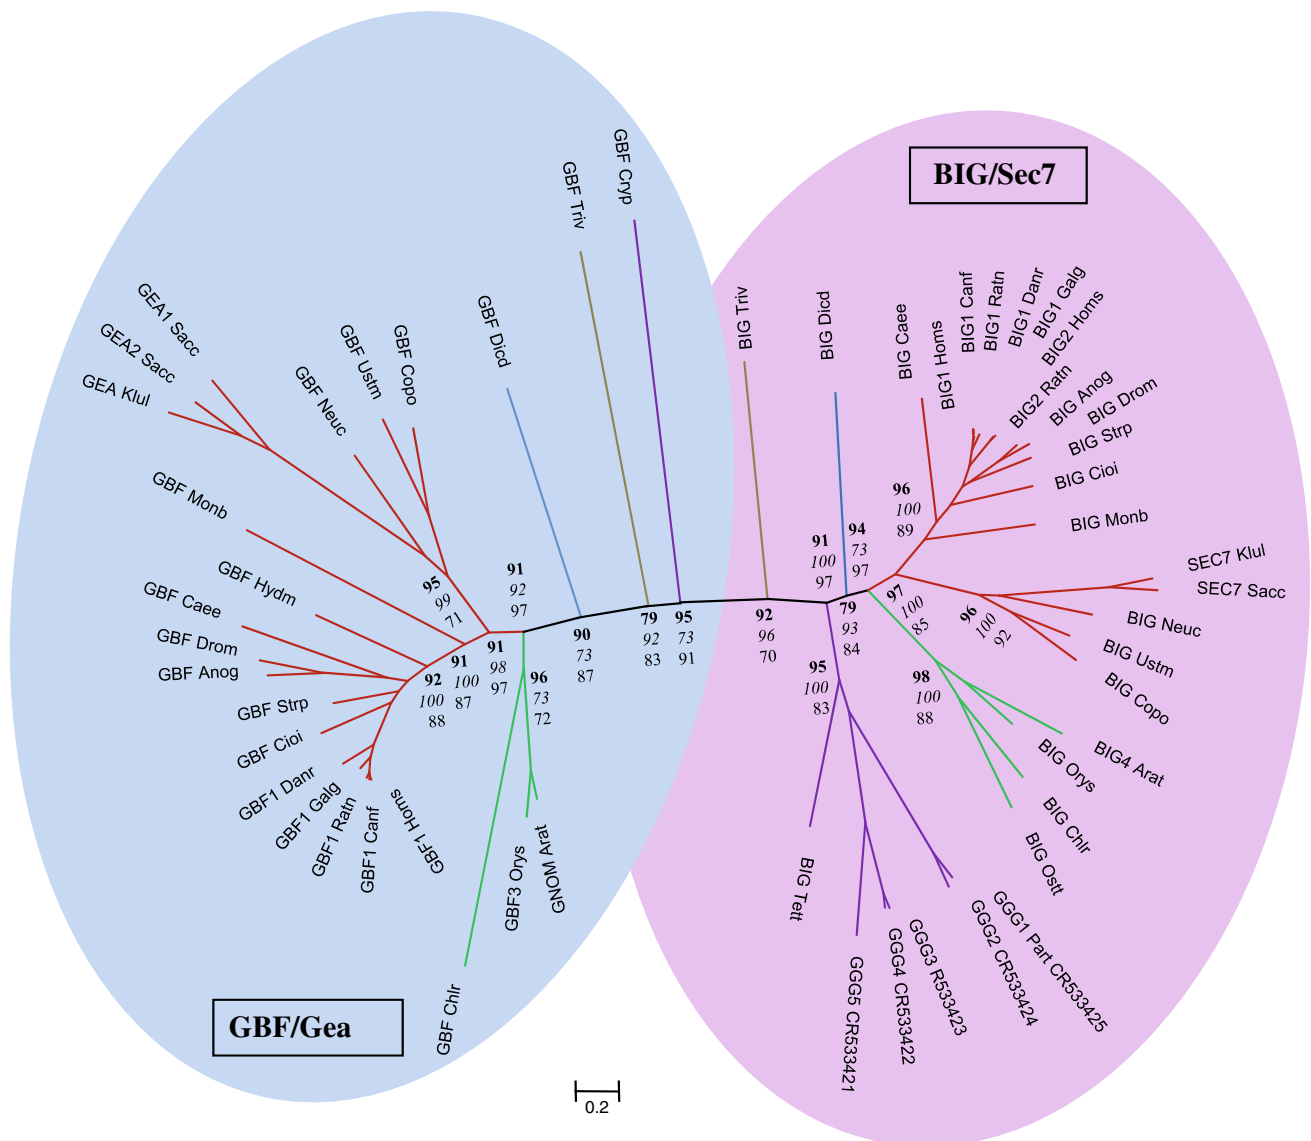 GBF Cryp
GBF Triv
BIG/Sec7
GEA1 Sacc
GEA2 Sacc
GEA Klul
GBF Neuc
GBF Ustm
GBF Copo
GBF Dicd
BIG Triv
BIG Dicd
BIG Caee
BIG1 Homs
BIG1 Canf
BIG1 Ratn
BIG1 Danr
BIG1 Galg
BIG2 Homs
BIG2 Ratn
BIG Anog
BIG Drom
BIG Strp
BIG Cioi
BIG Monb
SEC7 Klul
SEC7 Sacc
BIG Neuc
BIG Ustm
BIG Copo
BIG4 Arat
BIG Orys
BIG Chlr
BIG Ostt
GGG1 Part CR533425
GGG2 CR533424
GGG3 R533423
GGG4 CR533422
GGG5 CR533421
BIG Tett
GBF Monb
GBF Hydm
GBF Caee
GBF Drom
GBF Anog
GBF Strp
GBF Cioi
GBF1 Danr
GBF1 Galg
GBF1 Ratn
GBF1 Canf
GBF1 Homs
GBF3 Orys
GNOM Arat
GBF Chlr
95
99
71
91
92
97
92
100
88
91
100
87
91
98
97
96
73
72
90
73
87
79
92
83
95
73
91
92
96
70
91
100
97
94
73
97
79
93
84
95
100
83
96
100
89
97
100
85
96
100
92
98
100
88
GBF/Gea
0.2